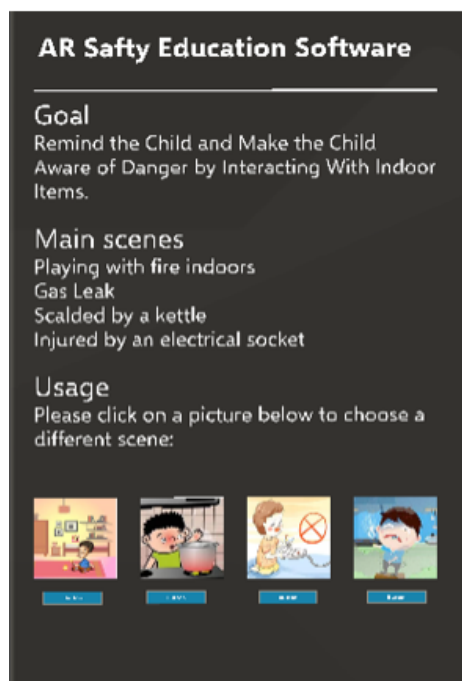 AR Safty Education Software
Goal
Remind the Child and Make the Child
Aware of Danger by Interacting With Indoor
Items.
Main scenes
Playing with fire indoors
Gas Leak
Scalded by a kettle
Injured by an electrical socket
Usage
Please click on a picture below to choose a
different scene: